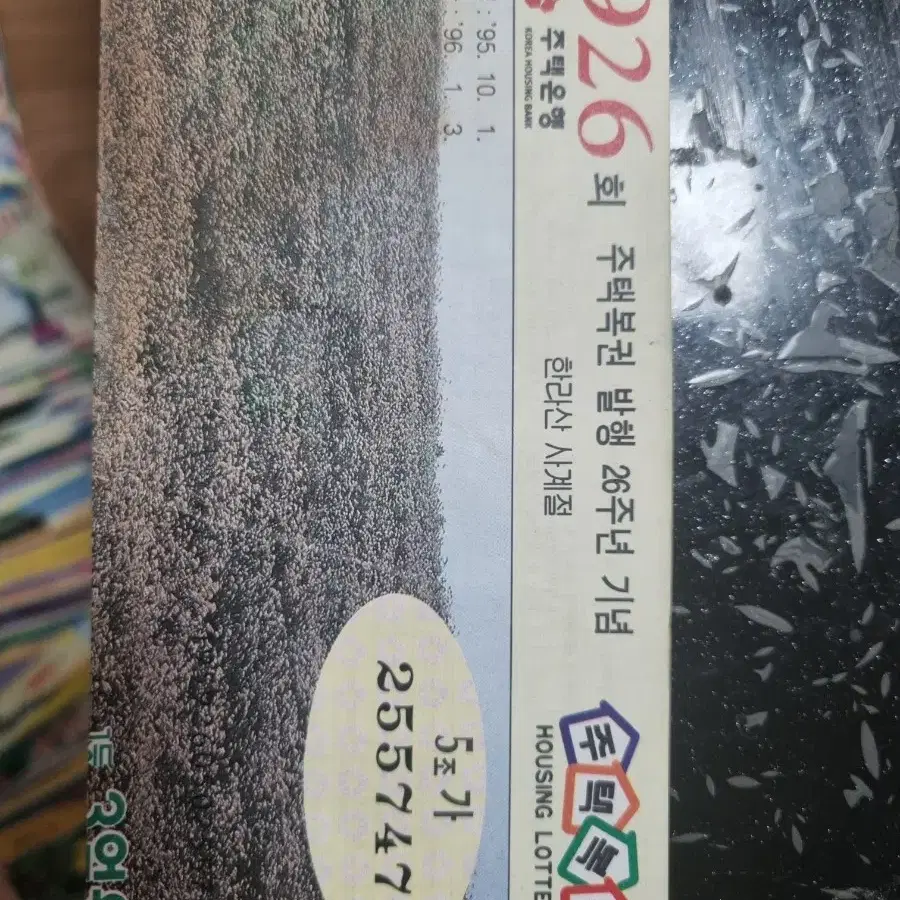 926 회 주택복권 발행 26주년 기념
주택은행
KOREA HOUSING BANK
한라산 사계절
주택복
HOUSING LOTTE
: '95. 10. 1.
: '96. 1. 3.
5조 가
255747